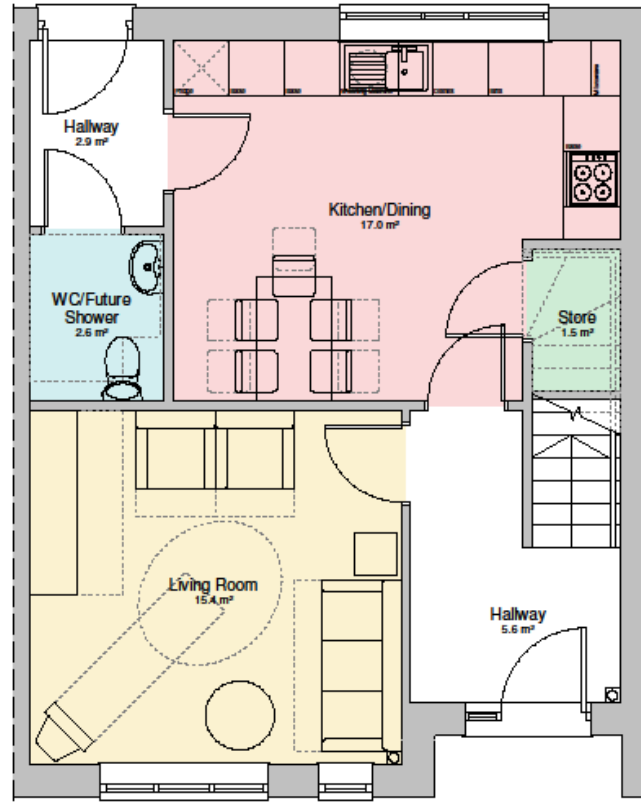 Hallway
2.9 m²
Kitchen/Dining
17.0 m²
WC/Future
Shower
2.6 m²
Store
1.5 m²
Living Room
15.4 m²
Hallway
5.6 m²